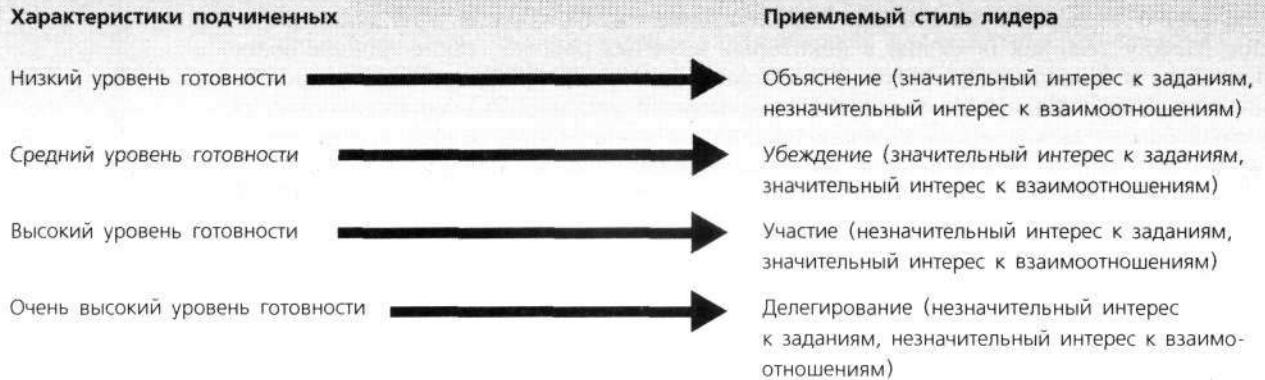 Характеристики подчиненных
Приемлемый стиль лидера
Низкий уровень готовности
Объяснение (значительный интерес к заданиям,
незначительный интерес к взаимоотношениям)
Средний уровень готовности
Убеждение (значительный интерес к заданиям,
значительный интерес к взаимоотношениям)
Высокий уровень готовности
Участие (незначительный интерес к заданиям,
значительный интерес к взаимоотношениям)
Очень высокий уровень готовности
Делегирование (незначительный интерес
к заданиям, незначительный интерес к взаимо-
отношениям)